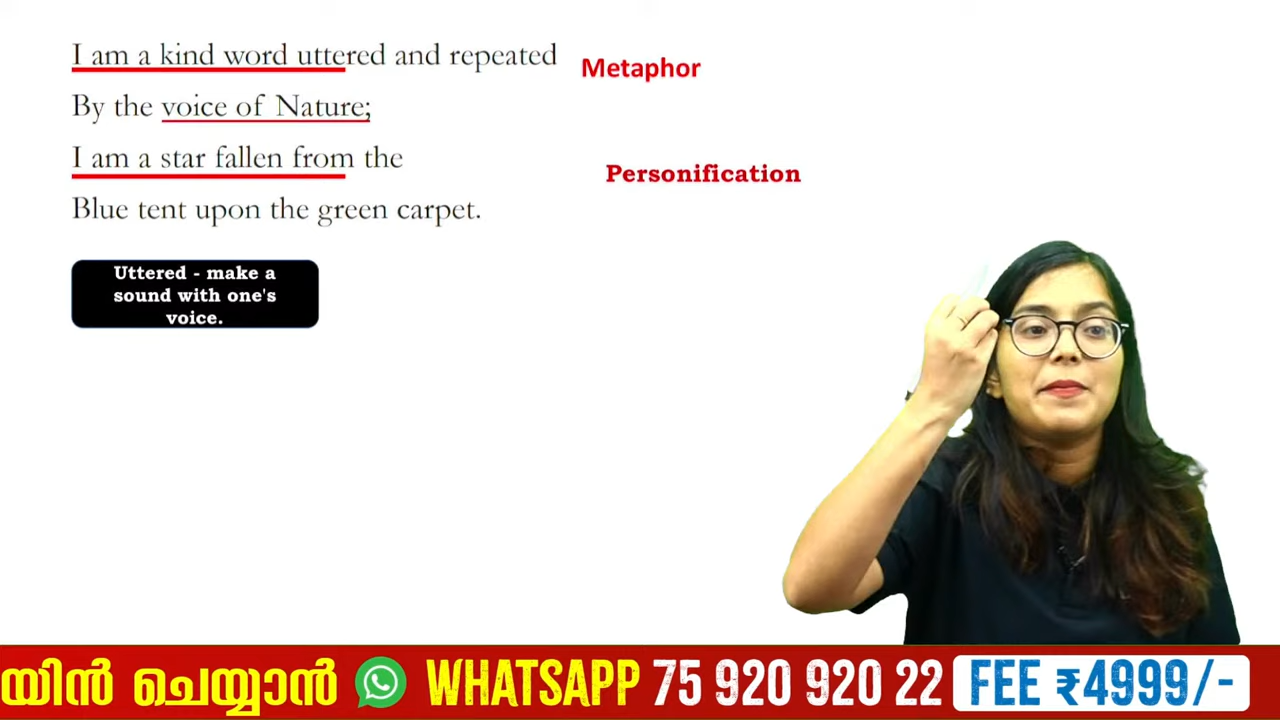 I am a kind word uttered and repeated
Metaphor
By the voice of Nature;
I am a star fallen from the
Personification
Blue tent upon the green carpet.
Uttered - make a
sound with one's
voice.
യിൻ ചെയ്യാൻ WHATSAPP 75 920 920 22 FEE ₹4999/-